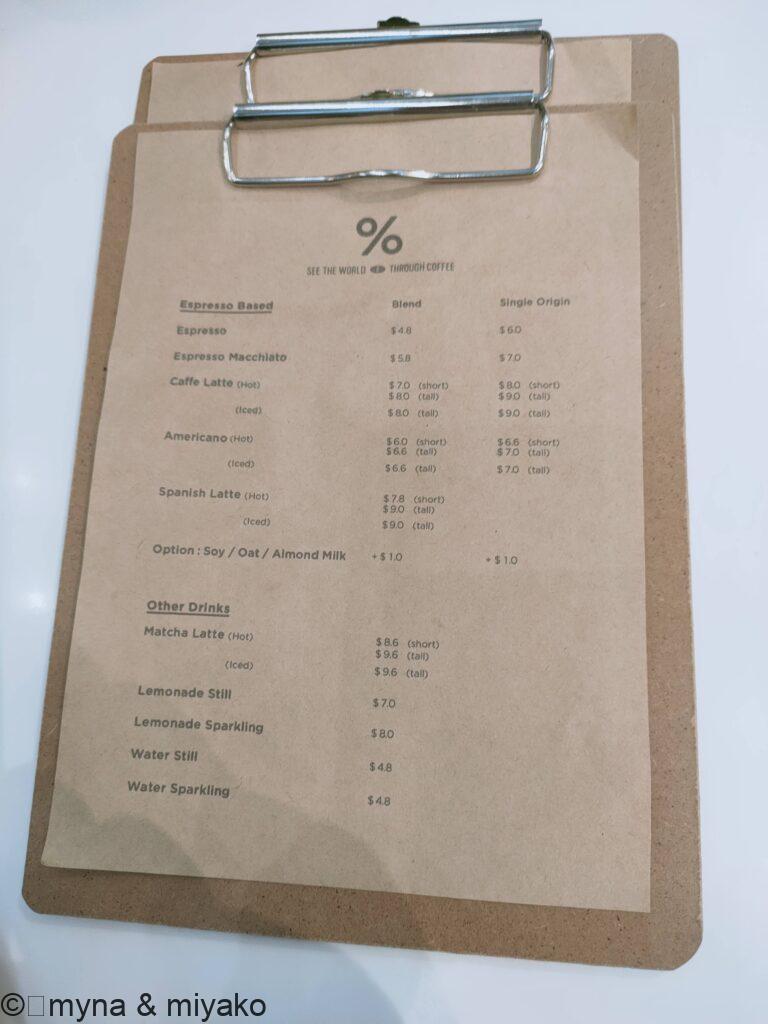 %
SEE THE WORLD THROUGH COFFEE
Espresso Based Blend Single Origin
Espresso $4.8 $6.0
Espresso Macchiato $5.8 $7.0
Caffe Latte (Hot) $7.0 (short) $8.0 (short)
$8.0 (tall) $9.0 (tall)
(Iced) $8.0 (tall) $9.0 (tall)
Americano (Hot) $6.0 (short) $6.6 (short)
$6.6 (tall) $7.0 (tall)
(Iced) $6.6 (tall) $7.0 (tall)
Spanish Latte (Hot) $7.8 (short)
$9.0 (tall)
(Iced) $9.0 (tall)
Option : Soy / Oat / Almond Milk + $1.0 + $1.0
Other Drinks
Matcha Latte (Hot) $8.6 (short)
$9.6 (tall)
(Iced) $9.6 (tall)
Lemonade Still $7.0
Lemonade Sparkling $8.0
Water Still $4.8
Water Sparkling $4.8
©myna & miyako